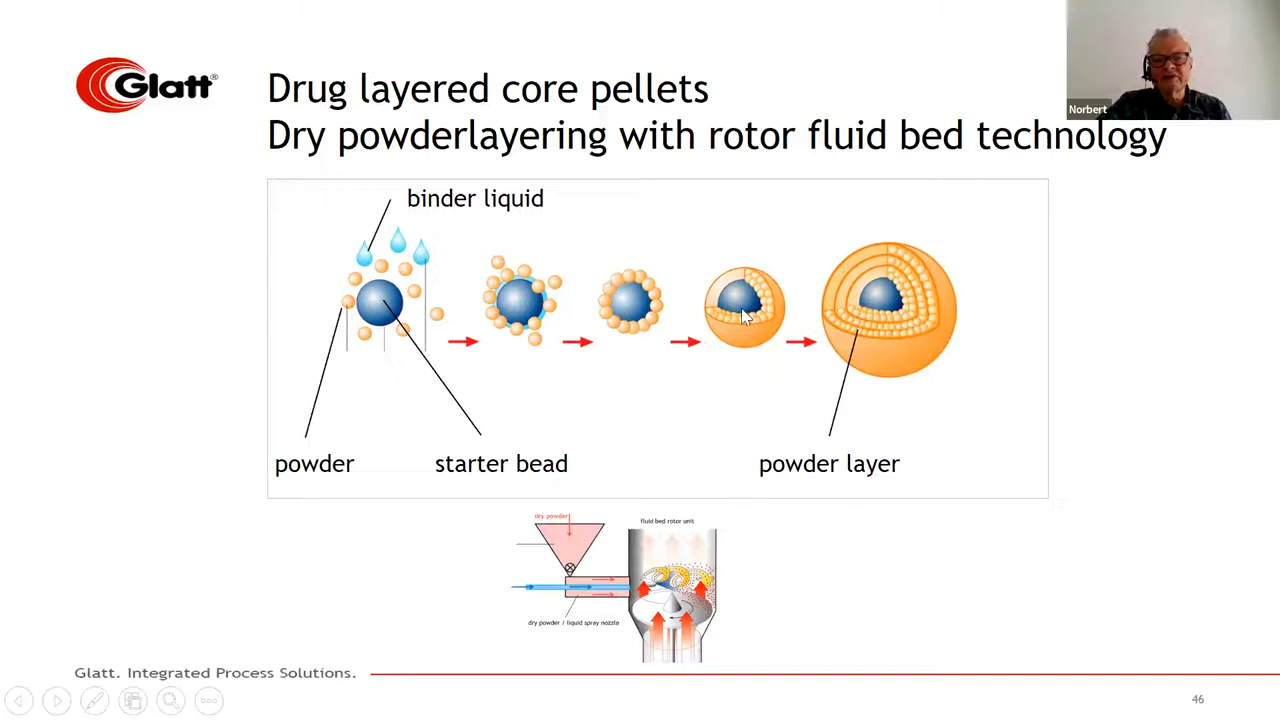 Glatt®
Drug layered core pellets
Dry powderlayering with rotor fluid bed technology
Norbert
binder liquid
powder
starter bead
powder layer
dry powder
fluid bed rotor unit
dry powder / liquid spray nozzle
Glatt. Integrated Process Solutions.
46